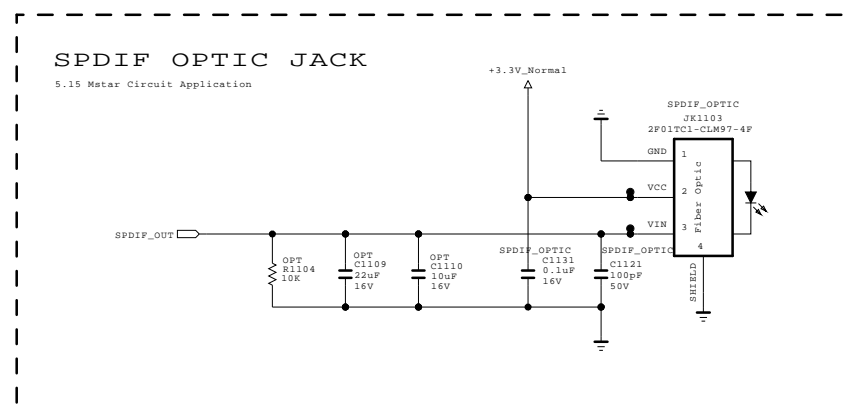 SPDIF OPTIC JACK
5.15 Mstar Circuit Application
+3.3V_Normal
SPDIF_OPTIC
JK1103
2F01TC1-CLM97-4F
GND
1
VCC
2
VIN
3
Fiber Optic
4
SHIELD
SPDIF_OUT
OPT
R1104
10K
OPT
C1109
22uF
16V
OPT
C1110
10uF
16V
SPDIF_OPTIC
C1131
0.1uF
16V
SPDIF_OPTIC
C1121
100pF
50V